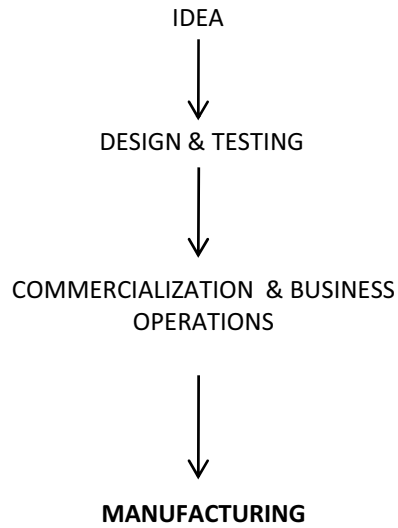 IDEA
DESIGN & TESTING
COMMERCIALIZATION & BUSINESS
OPERATIONS
MANUFACTURING